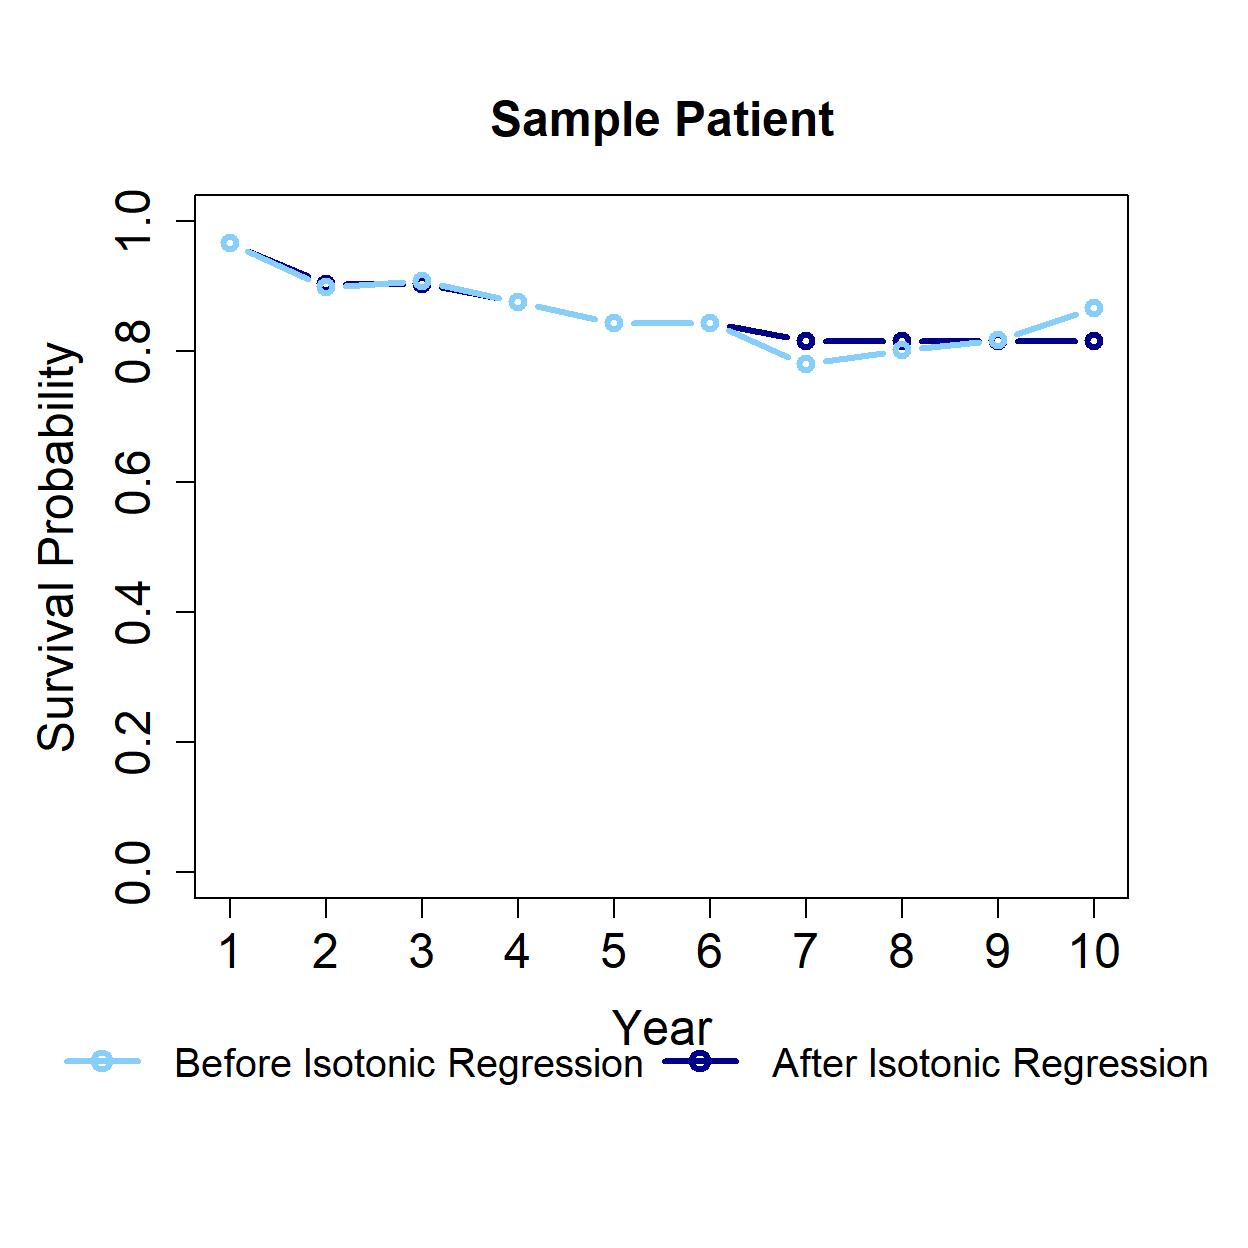 Sample Patient
Survival Probability
1.0
0.8
0.6
0.4
0.2
0.0
1 2 3 4 5 6 7 8 9 10
Year
Before Isotonic Regression After Isotonic Regression